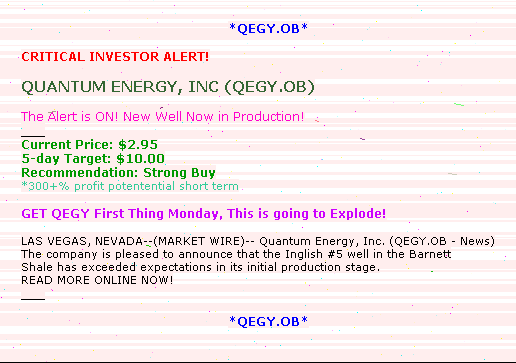 *QEGY.OB*
CRITICAL INVESTOR ALERT!
QUANTUM ENERGY, INC (QEGY.OB)
The Alert is ON! New Well Now in Production!
Current Price: $2.95
5-day Target: $10.00
Recommendation: Strong Buy
*300+% profit potentential short term
GET QEGY First Thing Monday, This is going to Explode!
LAS VEGAS, NEVADA--(MARKET WIRE)-- Quantum Energy, Inc. (QEGY.OB - News)
The company is pleased to announce that the Inglish #5 well in the Barnett
Shale has exceeded expectations in its initial production stage.
READ MORE ONLINE NOW!
*QEGY.OB*